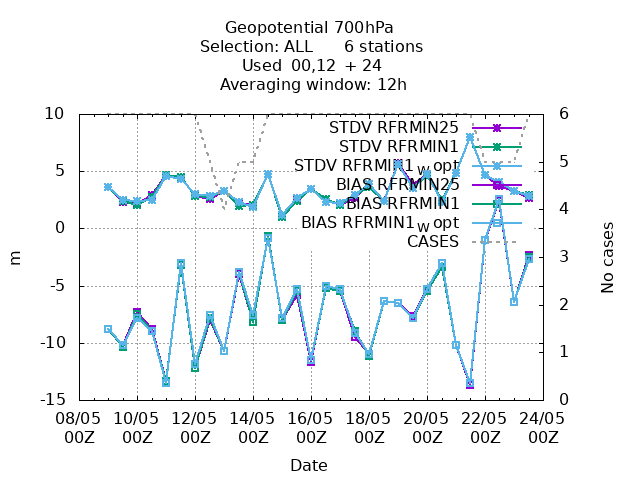 Geopotential 700hPa
Selection: ALL 6 stations
Used 00,12 + 24
Averaging window: 12h
10
5
0
-5
-10
-15
m
6
5
4
3
2
1
0
No cases
STDV RFRMIN25
STDV RFRMIN1
STDV RFRMIN1w opt
BIAS RFRMIN25
BIAS RFRMIN1
BIAS RFRMIN1w opt
CASES
08/05 10/05 12/05 14/05 16/05 18/05 20/05 22/05 24/05
00Z 00Z 00Z 00Z 00Z 00Z 00Z 00Z 00Z
Date